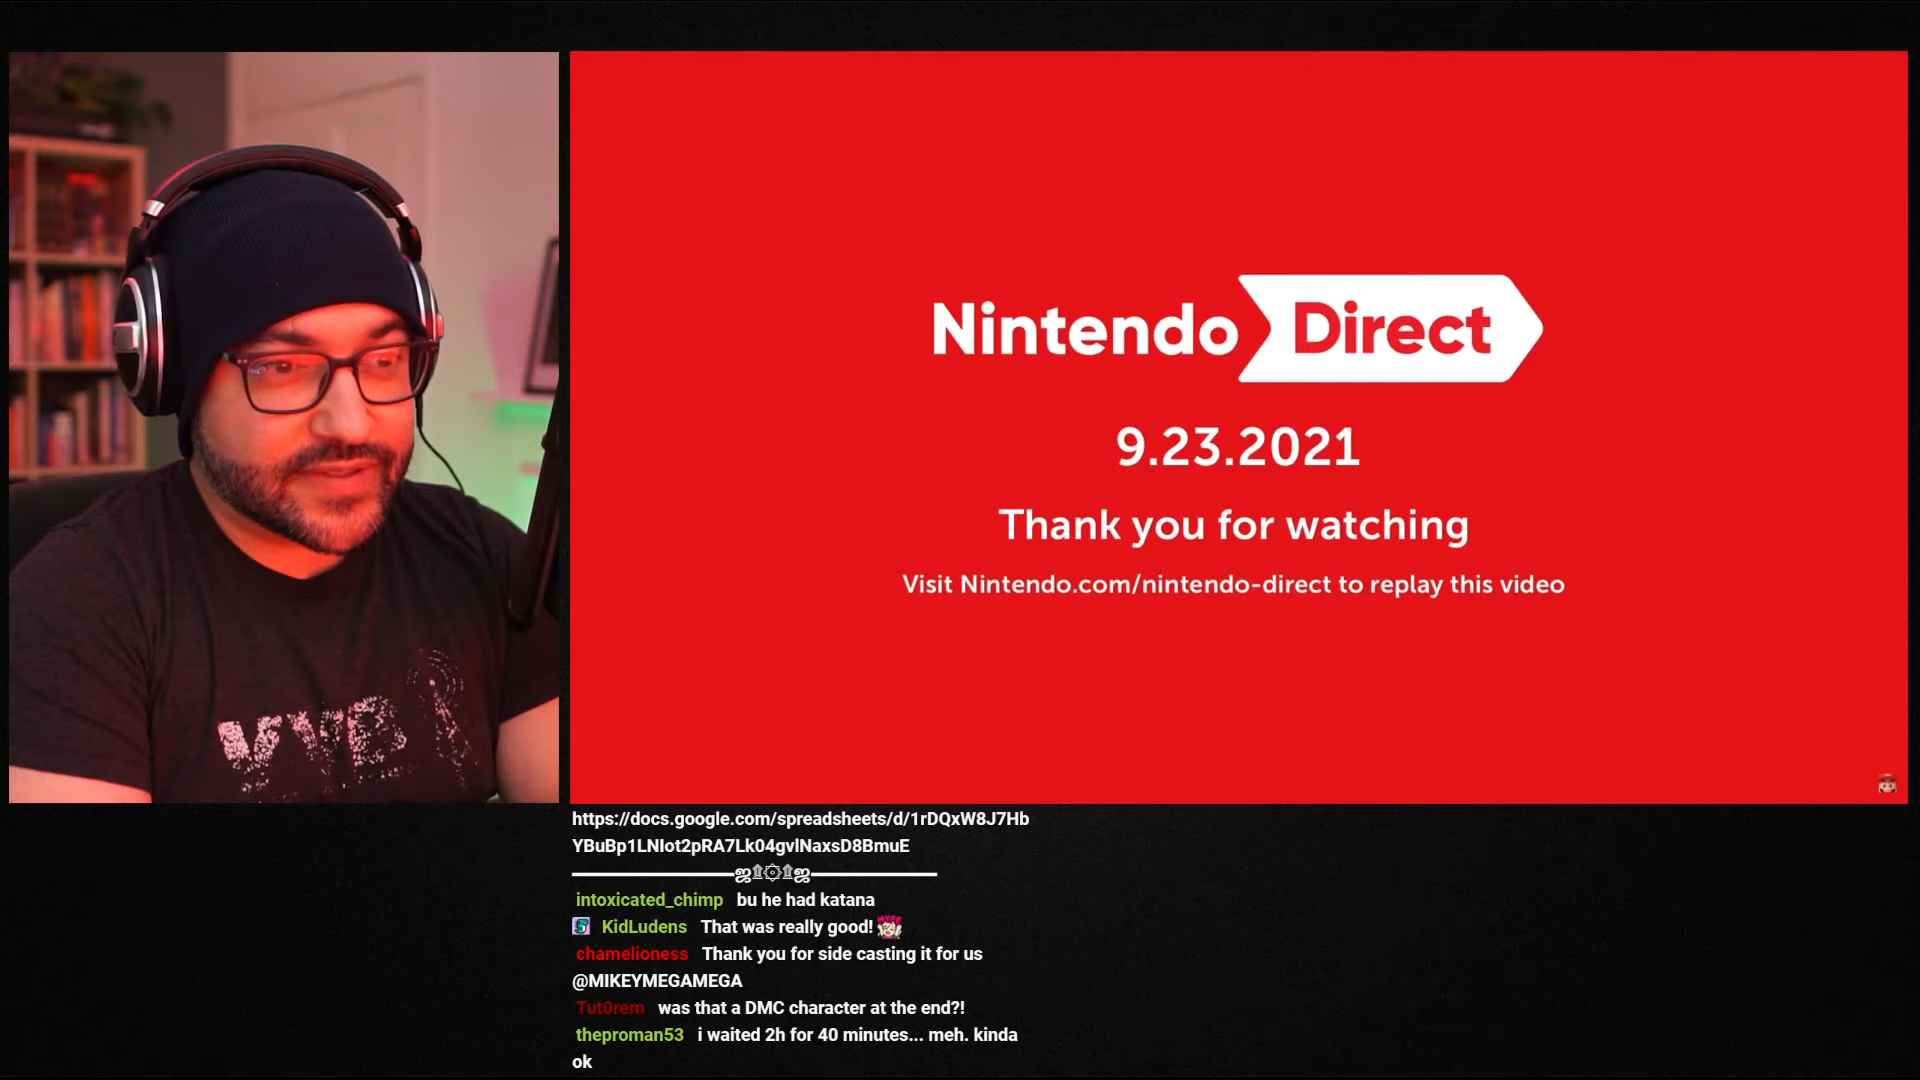 Nintendo Direct
9.23.2021
Thank you for watching
Visit Nintendo.com/nintendo-direct to replay this video
https://docs.google.com/spreadsheets/d/1rDQxW8J7Hb
YBuBp1LNIot2pRA7Lk04gvlNaxsD8BmuE
intoxicated_chimp bu he had katana
KidLudens That was really good!
chamelioness Thank you for side casting it for us
@MIKEYMEGAMEGA
Tut0rem was that a DMC character at the end?!
theproman53 i waited 2h for 40 minutes... meh. kinda
ok